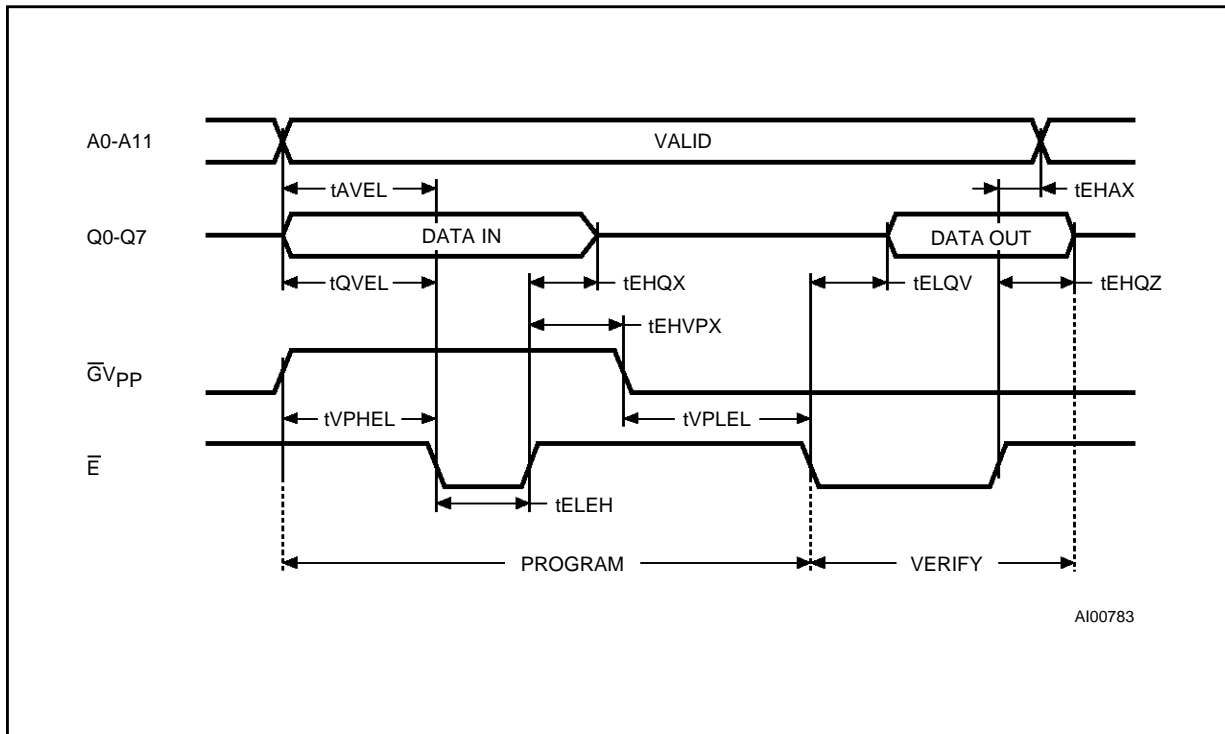 A0-A11
VALID
tAVEL
tEHAX
Q0-Q7
DATA IN
DATA OUT
tQVEL
tEHQX
tELQV
tEHQZ
tEHVPX
G̅VPP
tVPHEL
tVPLEL
E̅
tELEH
PROGRAM
VERIFY
AI00783